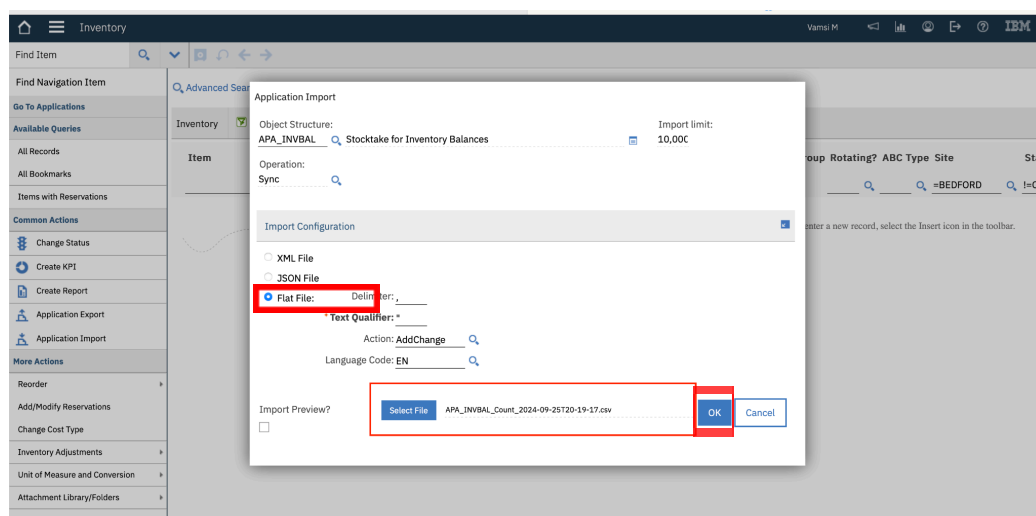 Inventory
Vamsi M
IBM
Find Item
Find Navigation Item
Go To Applications
Available Queries
All Records
All Bookmarks
Items with Reservations
Common Actions
Change Status
Create KPI
Create Report
Application Export
Application Import
More Actions
Reorder
Add/Modify Reservations
Change Cost Type
Inventory Adjustments
Unit of Measure and Conversion
Attachment Library/Folders
Advanced Sear
Inventory
Item
Application Import
Object Structure:
APA_INVBAL Stocktake for Inventory Balances
Import limit:
10,000
Operation:
Sync
Import Configuration
XML File
JSON File
Flat File: Delimiter: ,
*Text Qualifier: "
Action: AddChange
Language Code: EN
Import Preview?
Select File APA_INVBAL_Count_2024-09-25T20-19-17.csv
OK Cancel
roup Rotating? ABC Type Site St
=BEDFORD
enter a new record, select the Insert icon in the toolbar.